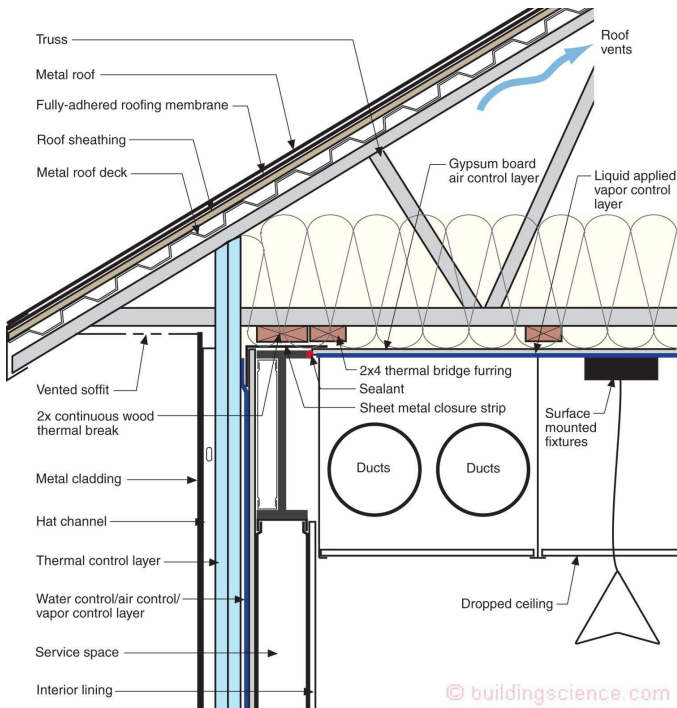 Truss
Metal roof
Fully-adhered roofing membrane
Roof sheathing
Metal roof deck
Roof
vents
Gypsum board
air control layer
Liquid applied
vapor control
layer
2x4 thermal bridge furring
Sealant
Sheet metal closure strip
Surface
mounted
fixtures
Vented soffit
2x continuous wood
thermal break
Ducts
Ducts
Metal cladding
Hat channel
Thermal control layer
Water control/air control/
vapor control layer
Dropped ceiling
Service space
Interior lining
© buildingscience.com